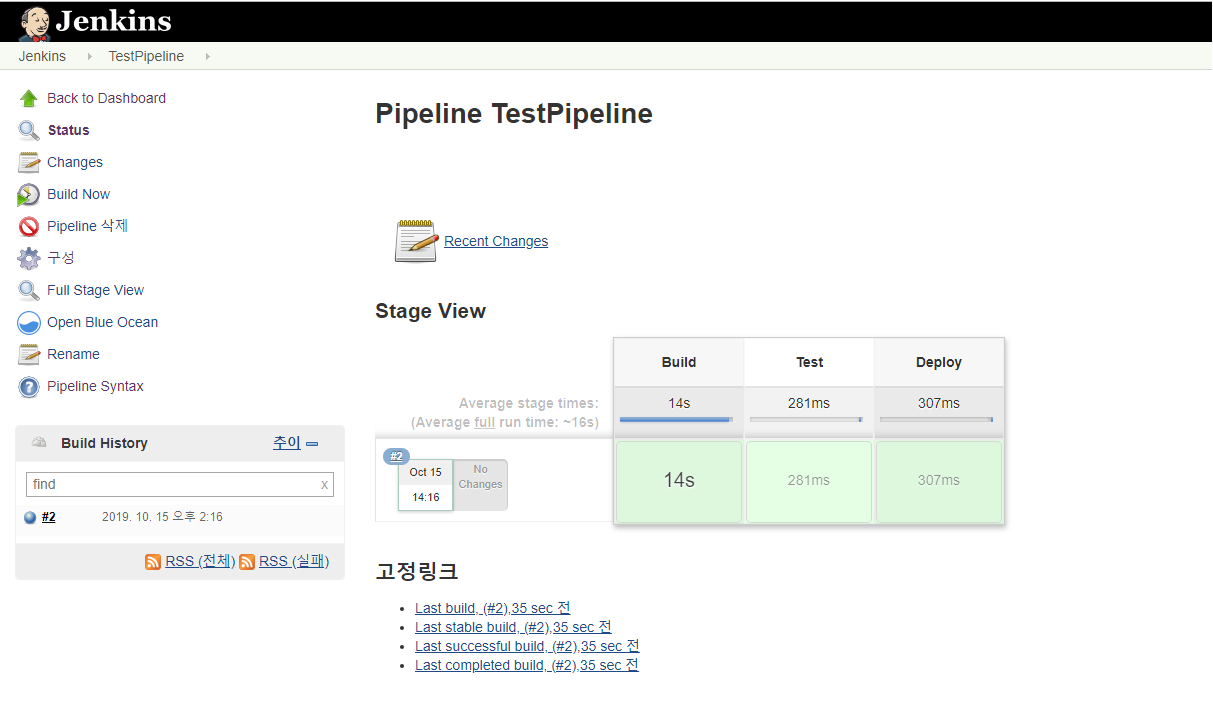 Jenkins
Jenkins TestPipeline
Back to Dashboard
Status
Changes
Build Now
Pipeline 삭제
구성
Full Stage View
Open Blue Ocean
Rename
Pipeline Syntax
Build History 추이
find x
#2 2019. 10. 15 오후 2:16
RSS (전체) RSS (실패)
Pipeline TestPipeline
Recent Changes
Stage View
Build Test Deploy
Average stage times: 14s 281ms 307ms
(Average full run time: ~16s)
#2
Oct 15
14:16
No
Changes
14s 281ms 307ms
고정링크
Last build, (#2),35 sec 전
Last stable build, (#2),35 sec 전
Last successful build, (#2),35 sec 전
Last completed build, (#2),35 sec 전